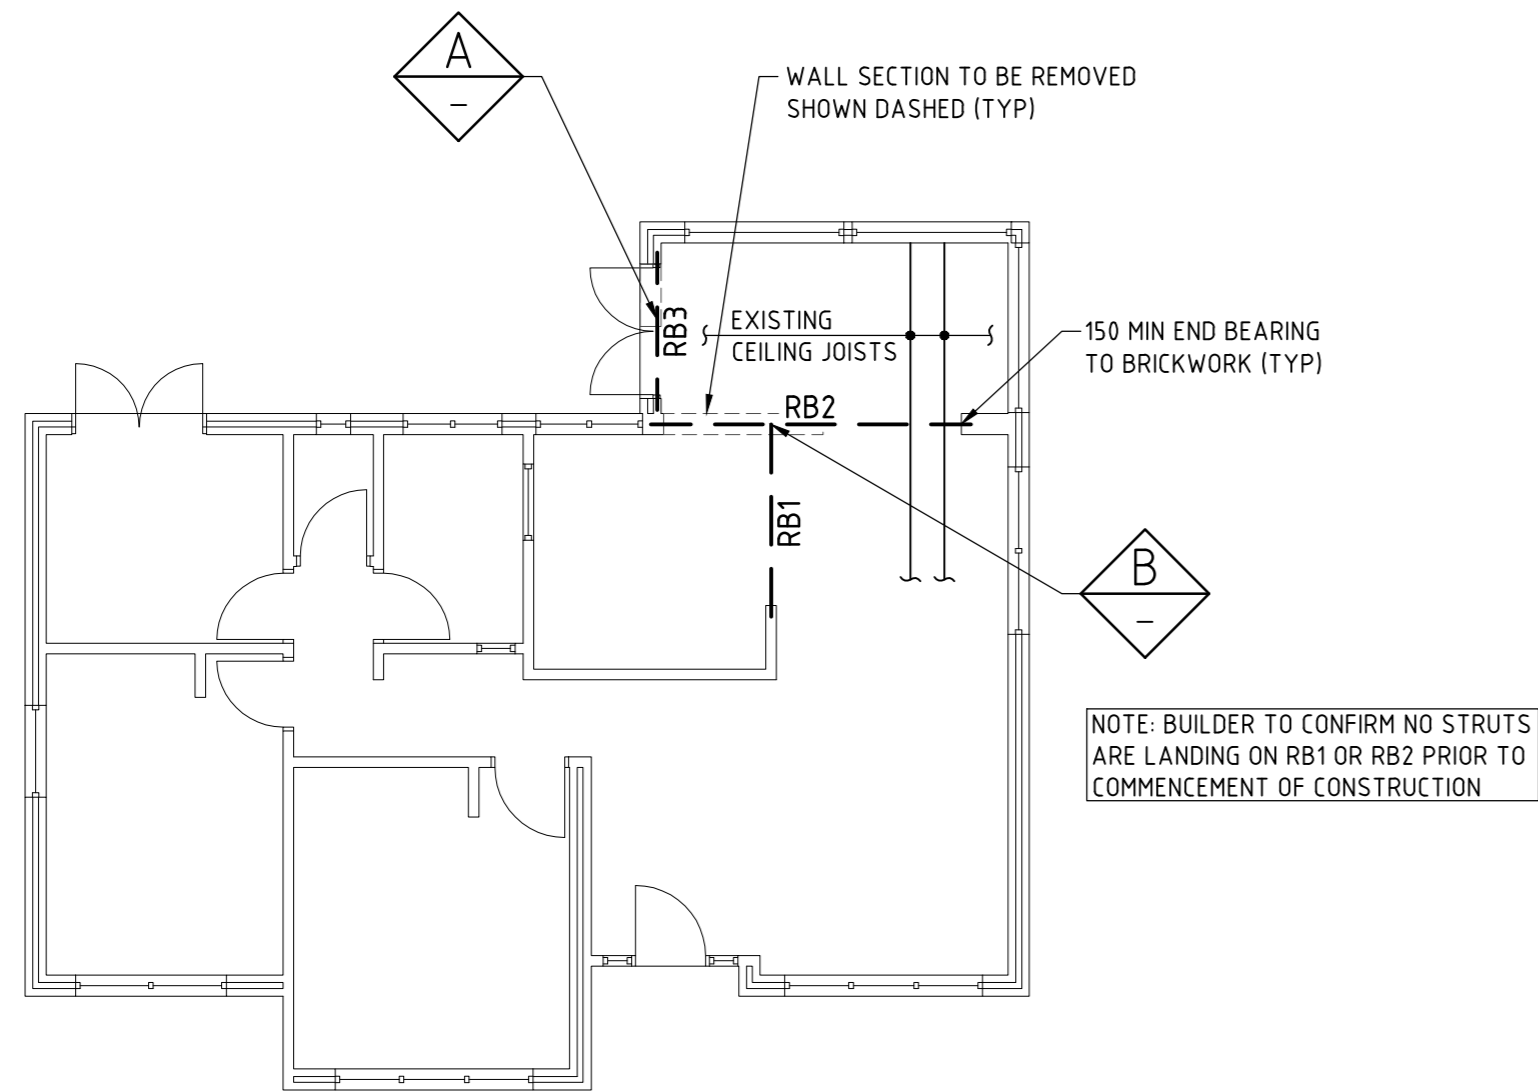 A
-
WALL SECTION TO BE REMOVED
SHOWN DASHED (TYP)
RB3
EXISTING
CEILING JOISTS
150 MIN END BEARING
TO BRICKWORK (TYP)
RB2
RB1
B
-
NOTE: BUILDER TO CONFIRM NO STRUTS
ARE LANDING ON RB1 OR RB2 PRIOR TO
COMMENCEMENT OF CONSTRUCTION